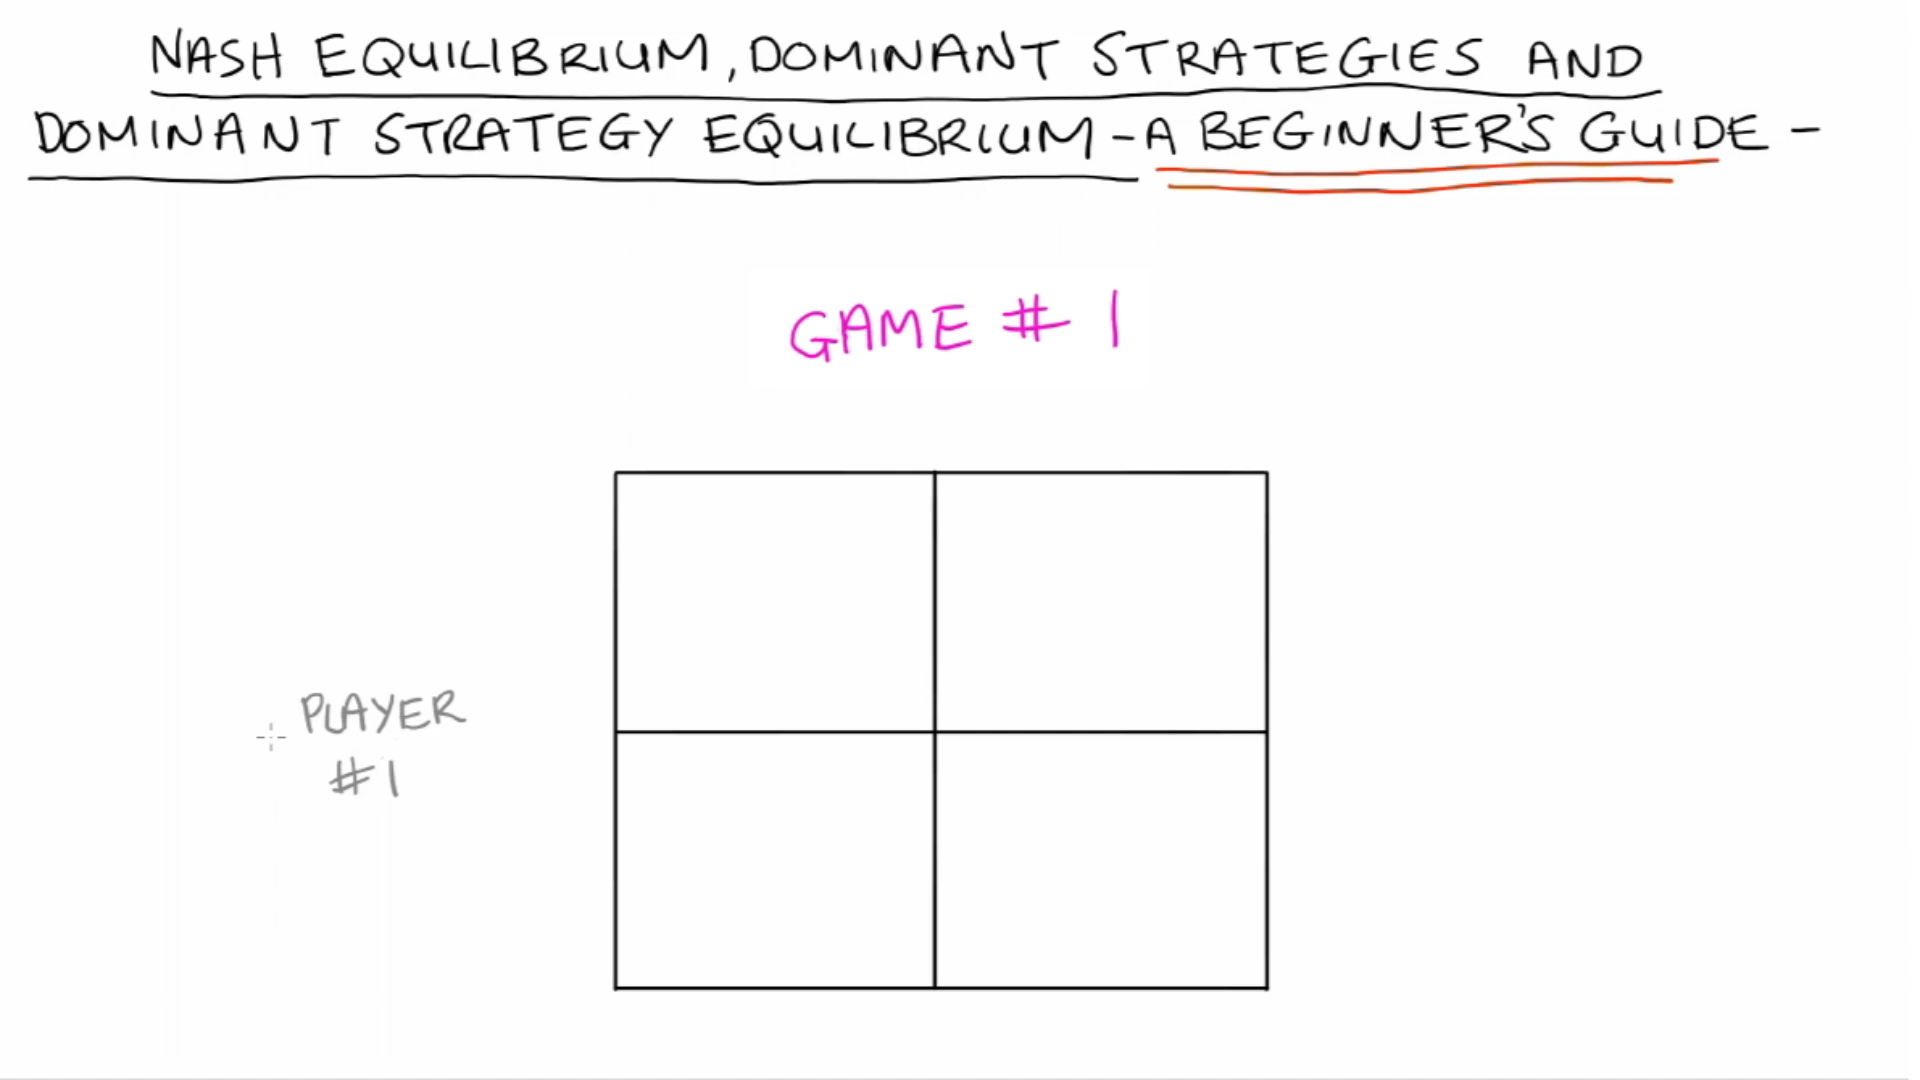 NASH EQUILIBRIUM, DOMINANT STRATEGIES AND
DOMINANT STRATEGY EQUILIBRIUM - A BEGINNER'S GUIDE -
GAME # 1
PLAYER
#1